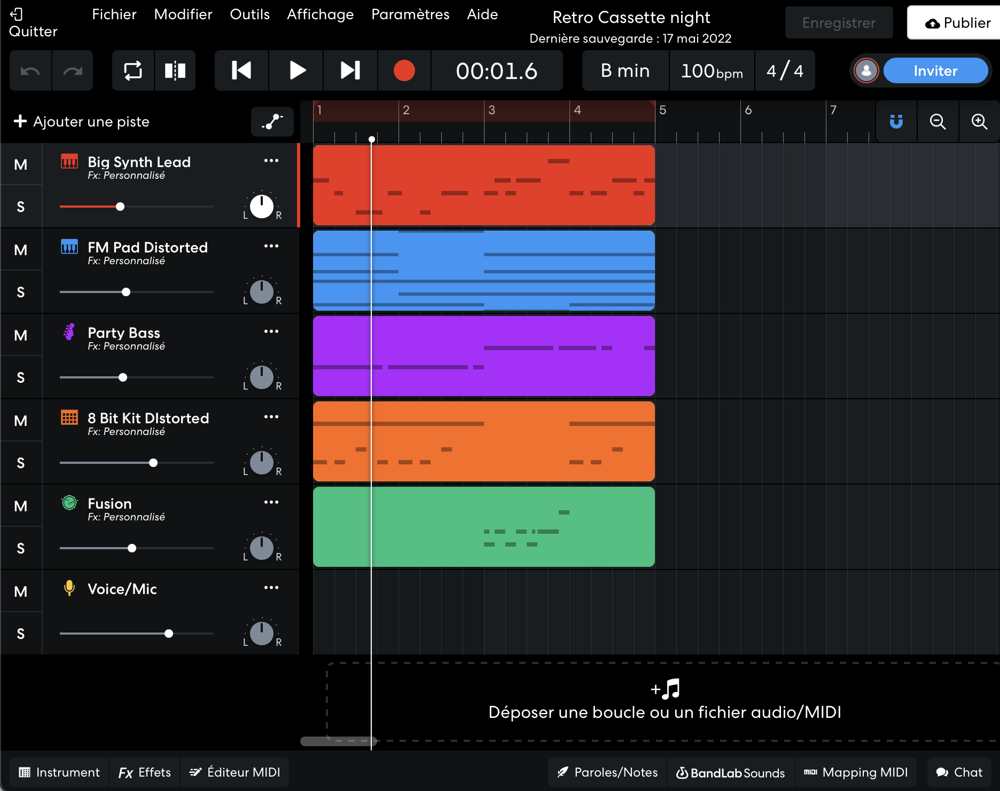 Quitter
Fichier Modifier Outils Affichage Paramètres Aide
Retro Cassette night
Dernière sauvegarde : 17 mai 2022
Enregistrer
Publier
00:01.6
B min
100bpm
4 / 4
Inviter
+ Ajouter une piste
1 2 3 4 5 6 7
M
S
Big Synth Lead
Fx: Personnalisé
L R
M
S
FM Pad Distorted
Fx: Personnalisé
L R
M
S
Party Bass
Fx: Personnalisé
L R
M
S
8 Bit Kit DIstorted
Fx: Personnalisé
L R
M
S
Fusion
Fx: Personnalisé
L R
M
S
Voice/Mic
L R
Déposer une boucle ou un fichier audio/MIDI
Instrument
Fx Effets
Éditeur MIDI
Paroles/Notes
BandLab Sounds
MIDI Mapping MIDI
Chat